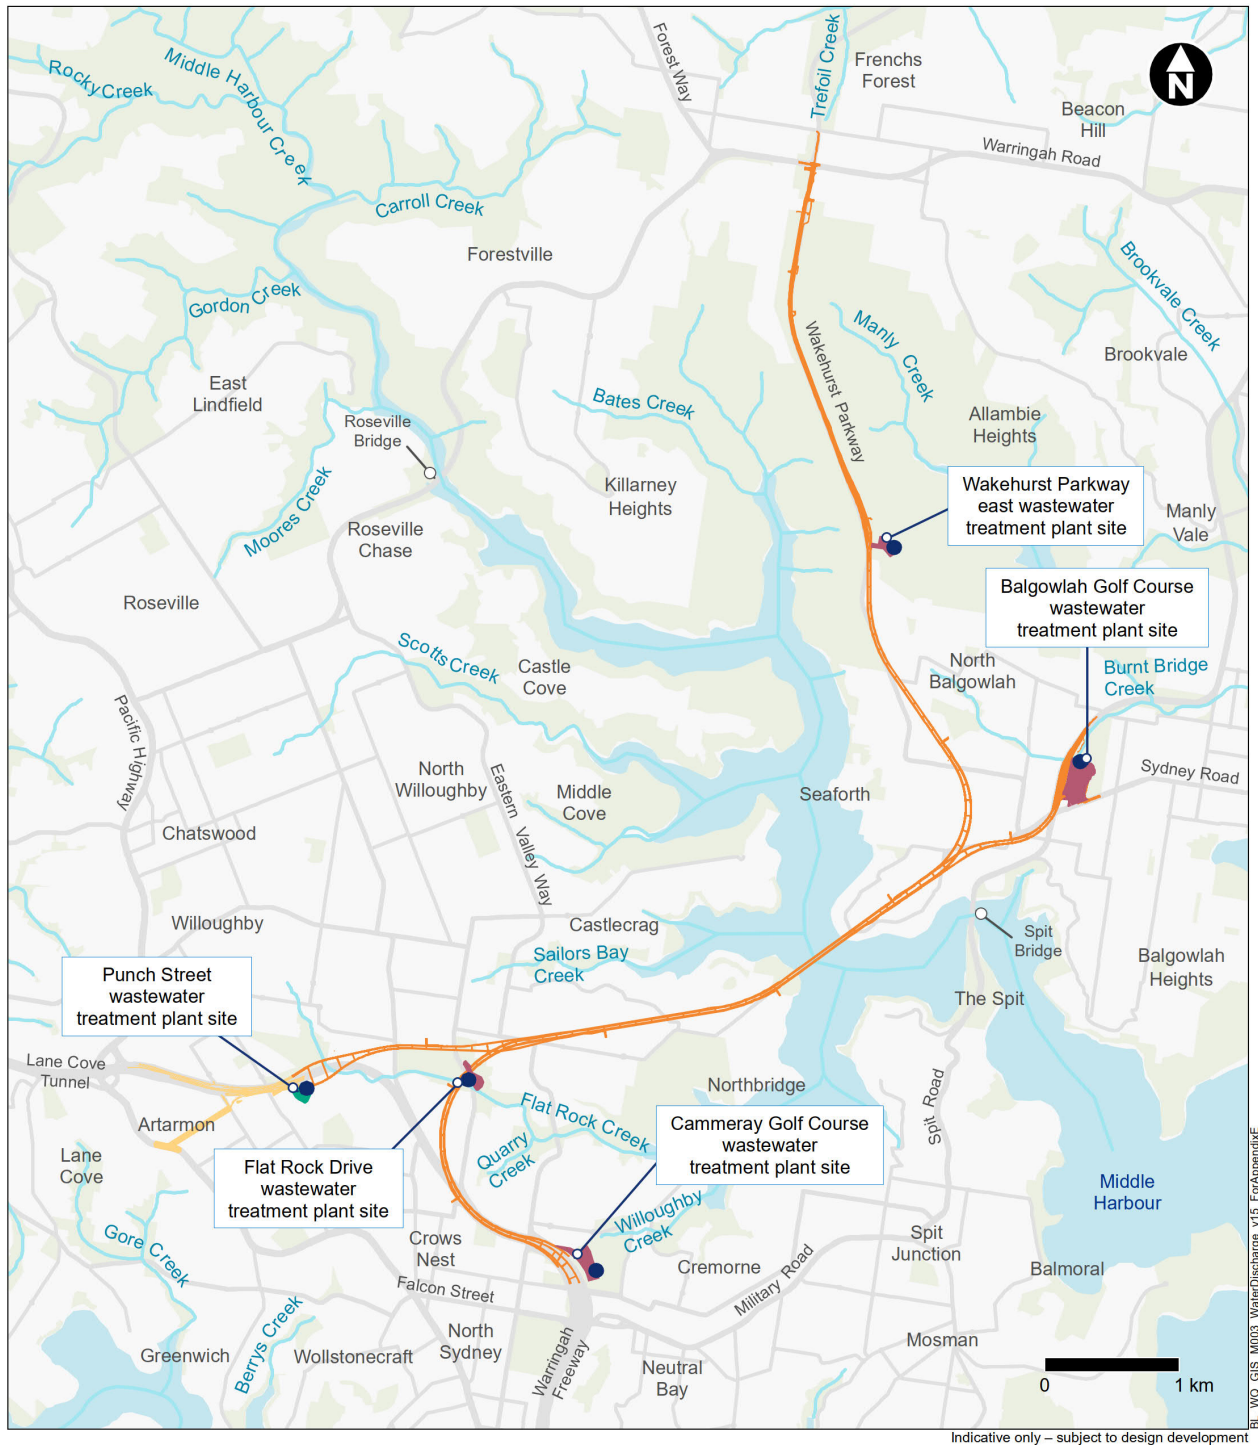 Frenchs
Forest
Forest Way
Trefoil Creek
Beacon
Hill
N
Warringah Road
Rocky Creek
Middle Harbour Creek
Carroll Creek
Forestville
Gordon Creek
Brookvale Creek
Manly Creek
Wakehurst Parkway
Brookvale
East
Lindfield
Bates Creek
Allambie
Heights
Roseville
Bridge
Killarney
Heights
Wakehurst Parkway
east wastewater
treatment plant site
Manly
Vale
Moores Creek
Roseville
Chase
Roseville
Balgowlah Golf Course
wastewater
treatment plant site
Scotts Creek
Castle
Cove
North
Balgowlah
Burnt Bridge
Creek
Pacific Highway
North
Willoughby
Eastern Valley Way
Middle
Cove
Seaforth
Sydney Road
Chatswood
Willoughby
Castlecrag
Sailors Bay
Creek
Spit
Bridge
Balgowlah
Heights
The Spit
Punch Street
wastewater
treatment plant site
Lane Cove
Tunnel
Northbridge
Spit Road
Artarmon
Flat Rock Creek
Quarry
Creek
Cammeray Golf Course
wastewater
treatment plant site
Lane
Cove
Flat Rock Drive
wastewater
treatment plant site
Middle
Harbour
Willoughby
Creek
Gore Creek
Crows
Nest
Spit
Junction
Cremorne
Balmoral
Military Road
Falcon Street
Berrys Creek
North
Sydney
Warringah
Freeway
Mosman
Greenwich
Wollstonecraft
Neutral
Bay
0 1 km
BL_WQ_GIS_M003_WaterDischarge_v15_ForAppendixE
Indicative only – subject to design development